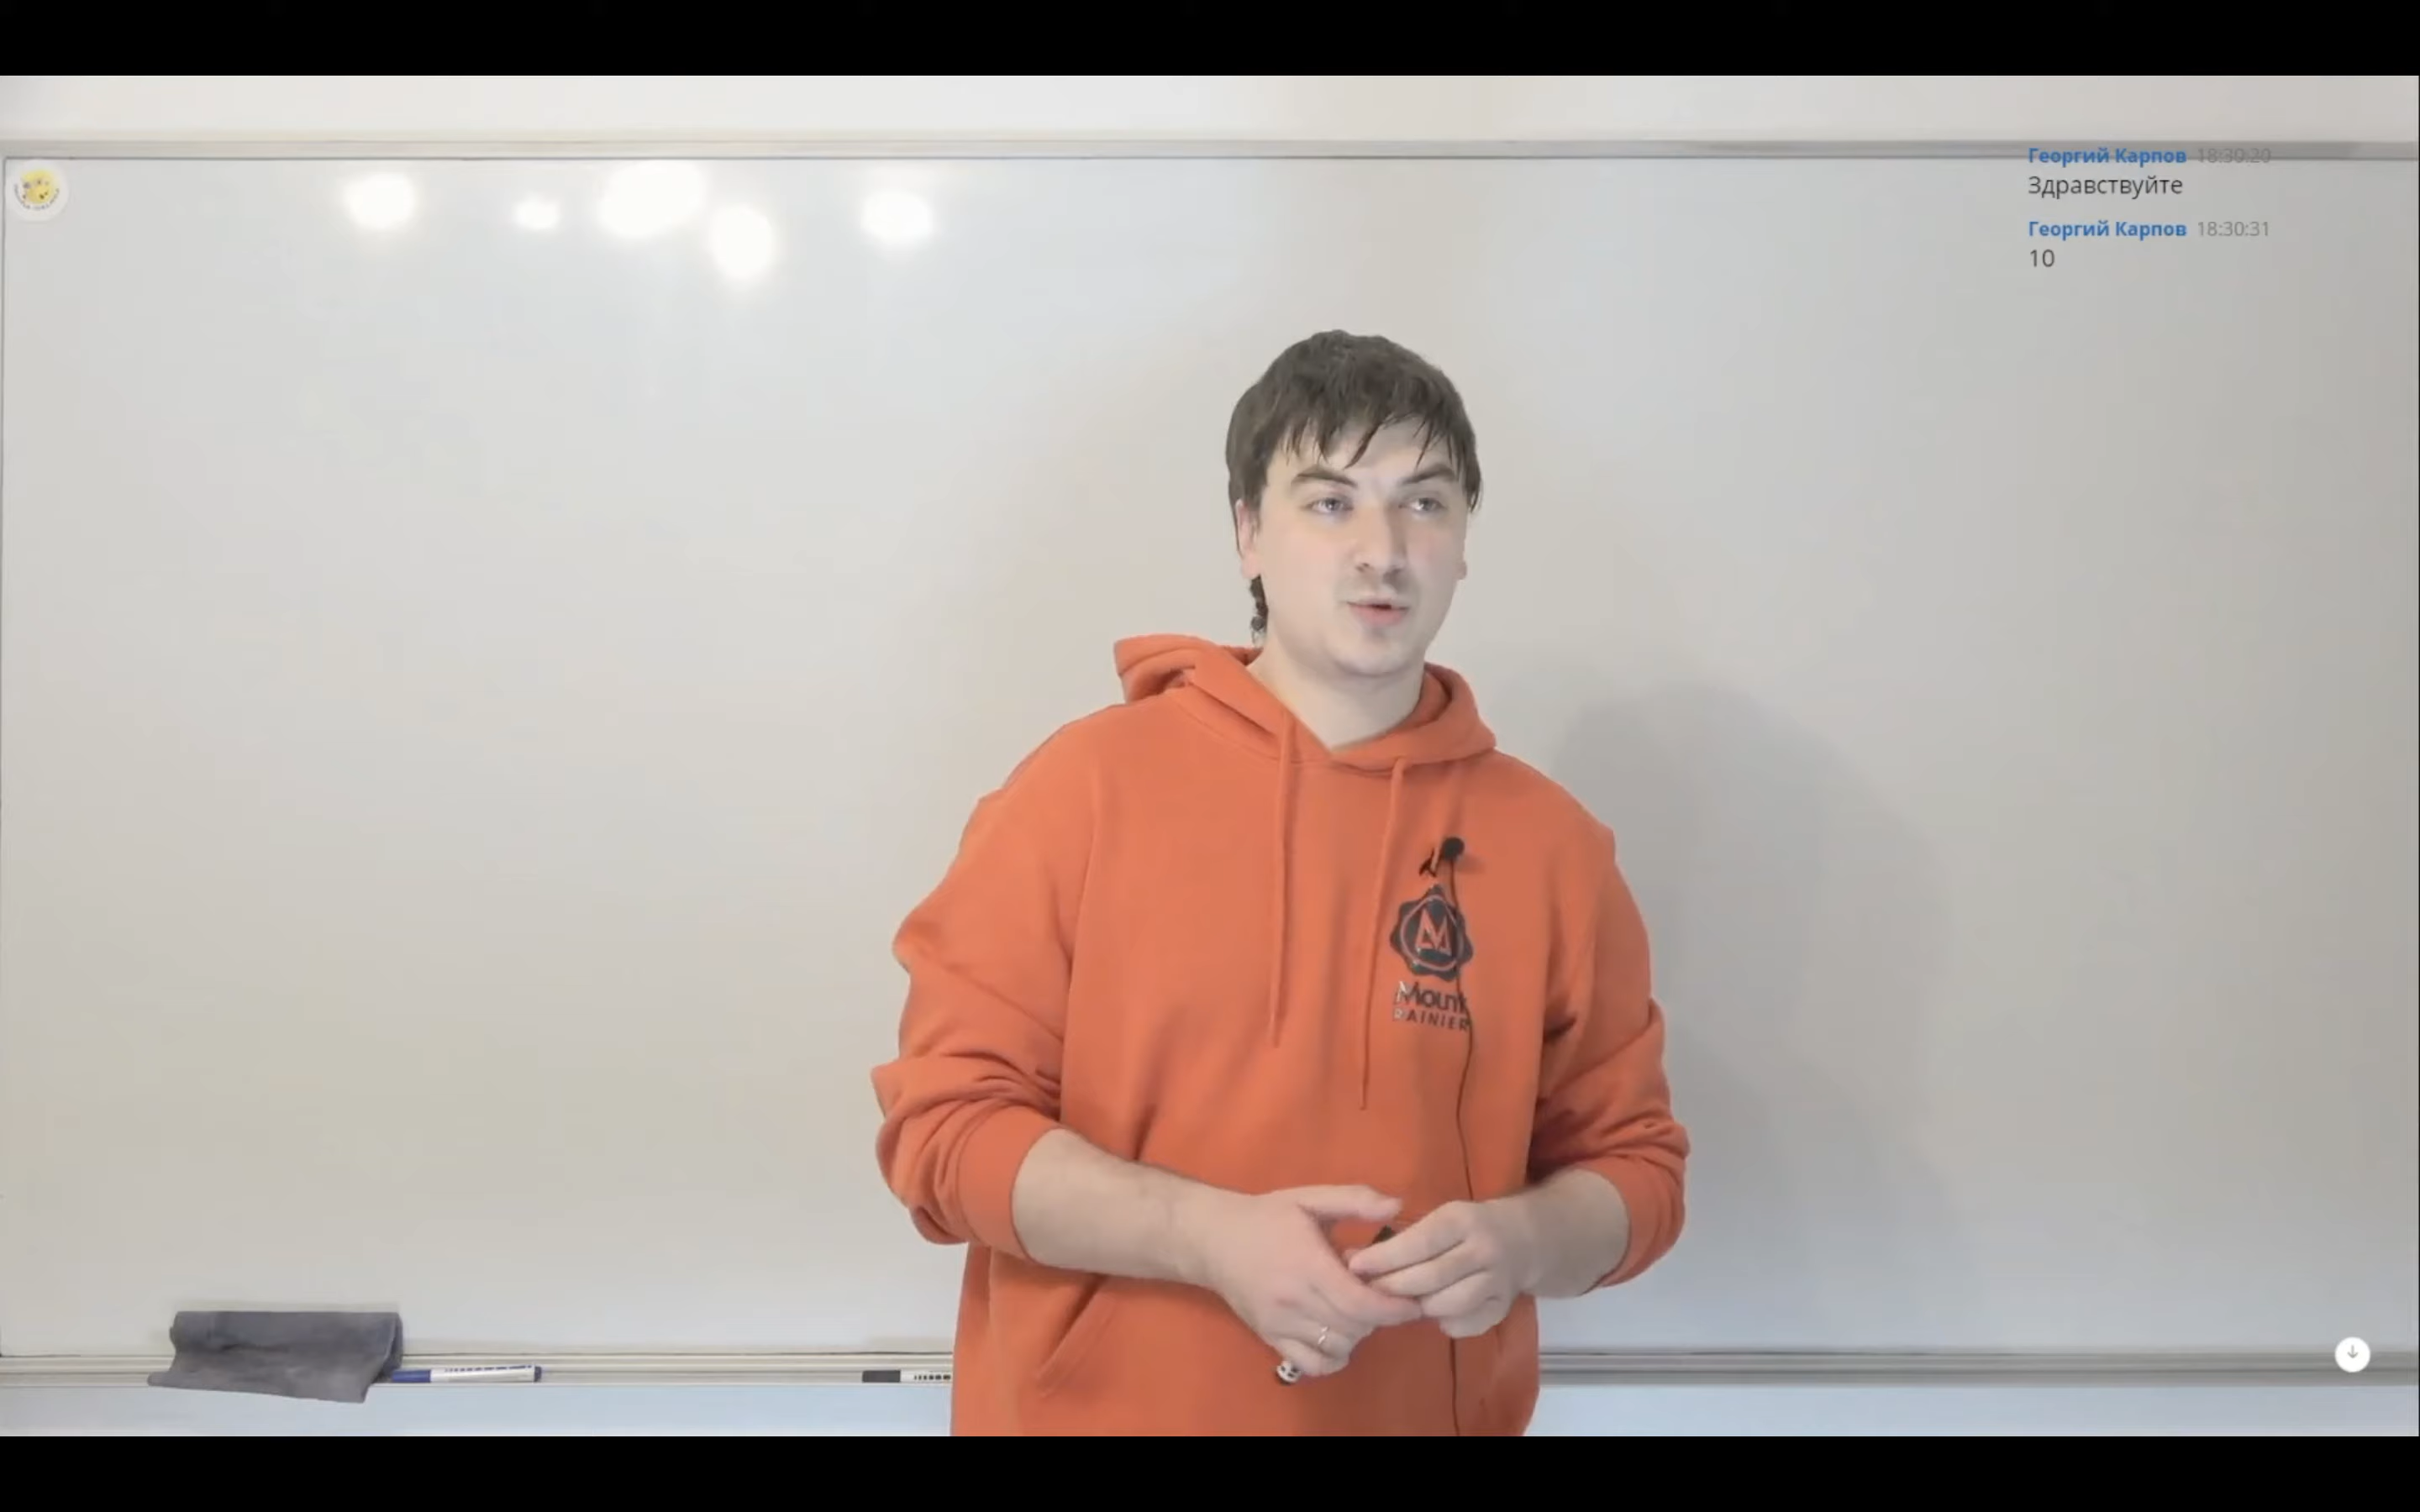 Георгий Карпов 18:30:20
Здравствуйте
Георгий Карпов 18:30:31
10
M
MOUNT
RAINIER